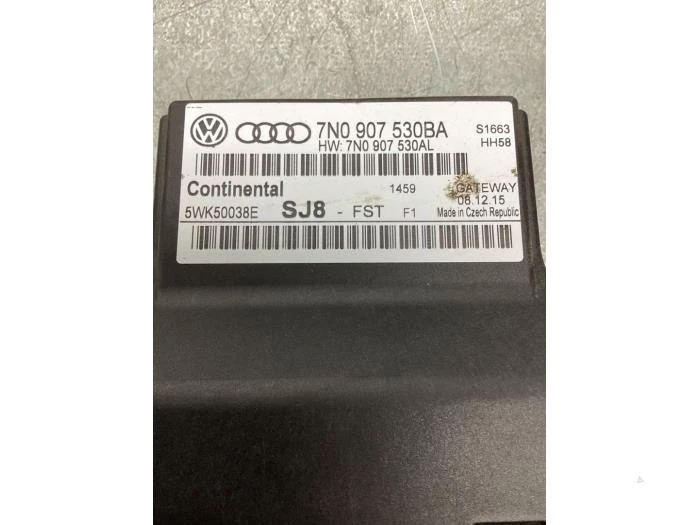 7N0 907 530BA
HW: 7N0 907 530AL
S1663
HH58
Continental
1459
GATEWAY
5WK50038E
SJ8 - FST F1
08.12.15
Made in Czech Republic